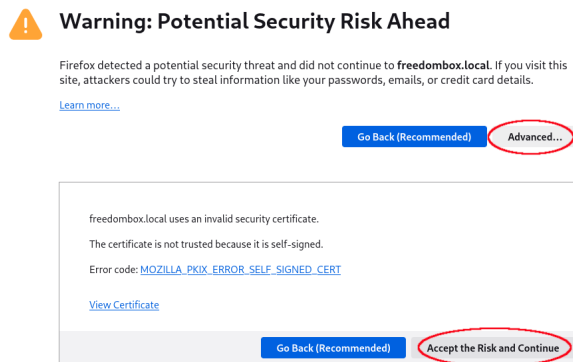 Warning: Potential Security Risk Ahead
Firefox detected a potential security threat and did not continue to freedombox.local. If you visit this
site, attackers could try to steal information like your passwords, emails, or credit card details.
Learn more…
Go Back (Recommended) Advanced…
freedombox.local uses an invalid security certificate.
The certificate is not trusted because it is self-signed.
Error code: MOZILLA_PKIX_ERROR_SELF_SIGNED_CERT
View Certificate
Go Back (Recommended) Accept the Risk and Continue